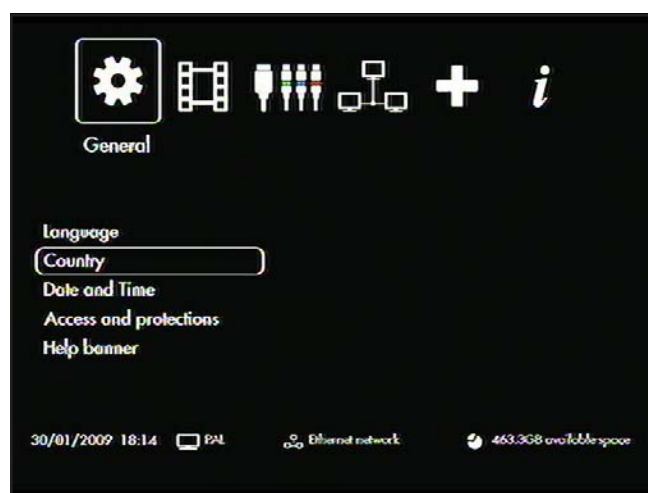 General
Language
Country
Date and Time
Access and protections
Help banner
30/01/2009 18:14 PAL Ethernet network 463.3GB available space